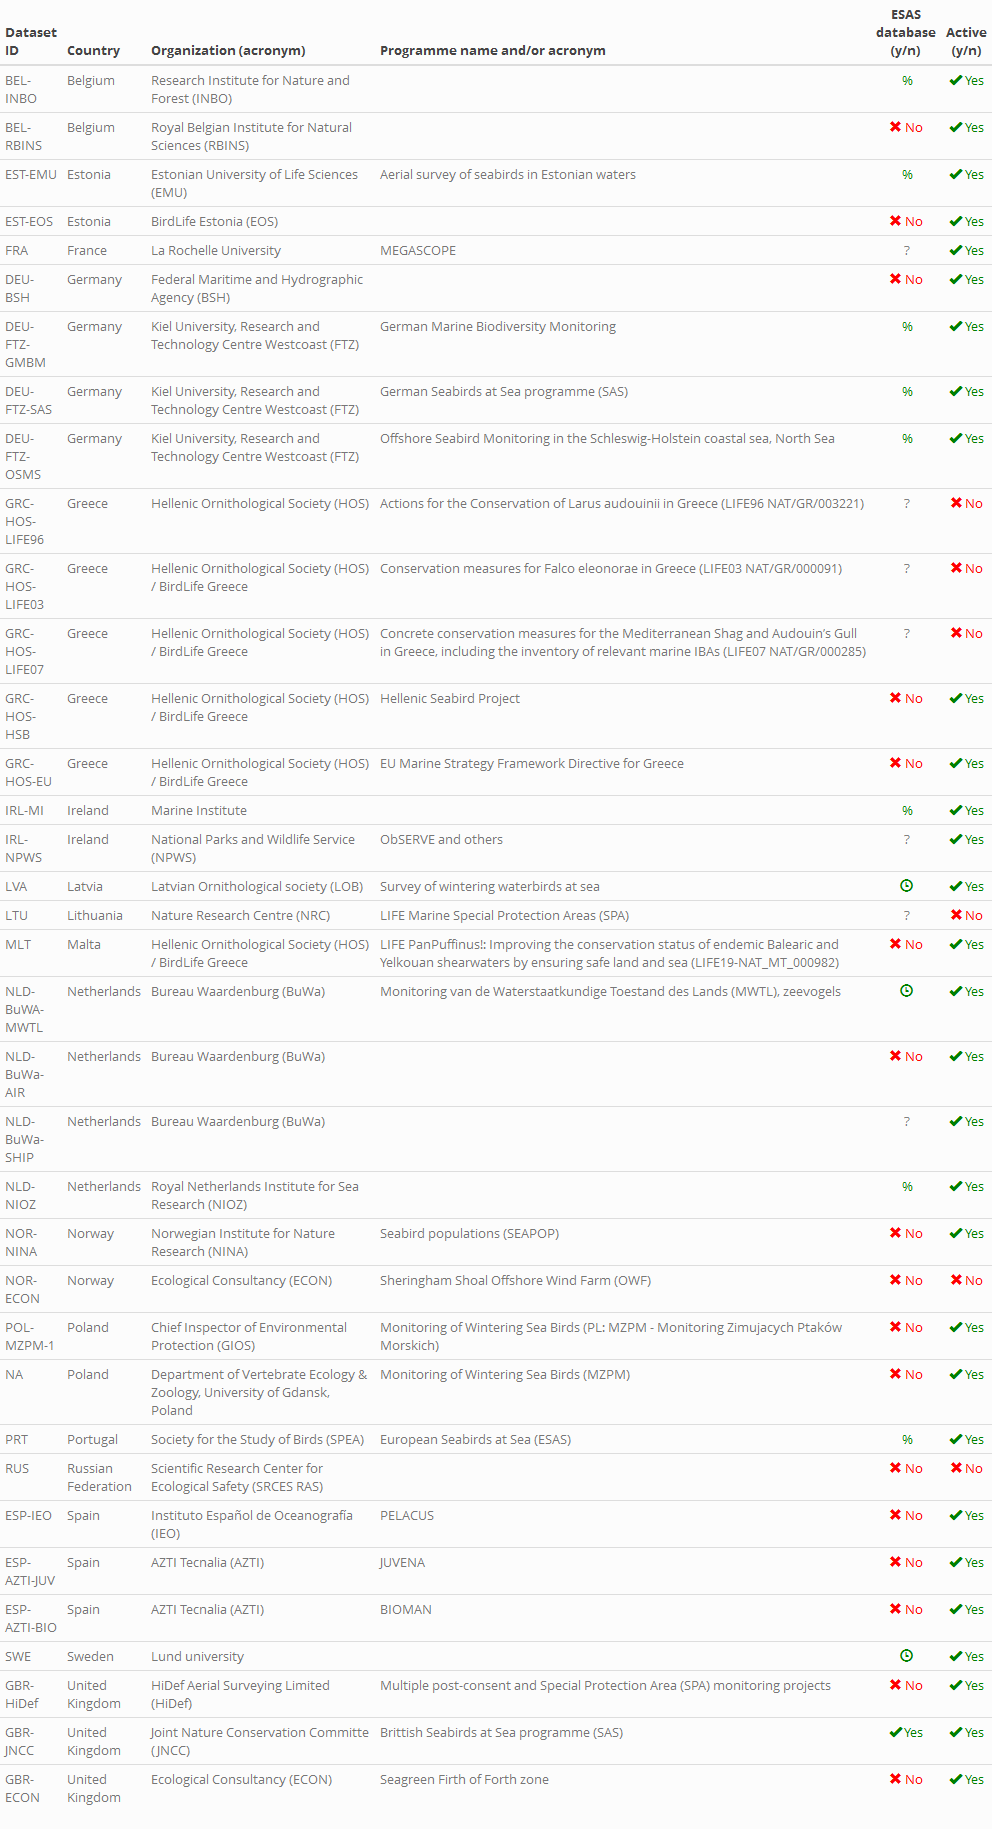 Dataset ID Country Organization (acronym) Programme name and/or acronym ESAS database (y/n) Active (y/n)
BEL-INBO Belgium Research Institute for Nature and Forest (INBO) % Yes
BEL-RBINS Belgium Royal Belgian Institute for Natural Sciences (RBINS) No Yes
EST-EMU Estonia Estonian University of Life Sciences (EMU) Aerial survey of seabirds in Estonian waters % Yes
EST-EOS Estonia BirdLife Estonia (EOS) No Yes
FRA France La Rochelle University MEGASCOPE ? Yes
DEU-BSH Germany Federal Maritime and Hydrographic Agency (BSH) No Yes
DEU-FTZ-GMBM Germany Kiel University, Research and Technology Centre Westcoast (FTZ) German Marine Biodiversity Monitoring % Yes
DEU-FTZ-SAS Germany Kiel University, Research and Technology Centre Westcoast (FTZ) German Seabirds at Sea programme (SAS) % Yes
DEU-FTZ-OSMS Germany Kiel University, Research and Technology Centre Westcoast (FTZ) Offshore Seabird Monitoring in the Schleswig-Holstein coastal sea, North Sea % Yes
GRC-HOS-LIFE96 Greece Hellenic Ornithological Society (HOS) Actions for the Conservation of Larus audouinii in Greece (LIFE96 NAT/GR/003221) ? No
GRC-HOS-LIFE03 Greece Hellenic Ornithological Society (HOS) / BirdLife Greece Conservation measures for Falco eleonorae in Greece (LIFE03 NAT/GR/000091) ? No
GRC-HOS-LIFE07 Greece Hellenic Ornithological Society (HOS) / BirdLife Greece Concrete conservation measures for the Mediterranean Shag and Audouin's Gull in Greece, including the inventory of relevant marine IBAs (LIFE07 NAT/GR/000285) ? No
GRC-HOS-HSB Greece Hellenic Ornithological Society (HOS) / BirdLife Greece Hellenic Seabird Project No Yes
GRC-HOS-EU Greece Hellenic Ornithological Society (HOS) / BirdLife Greece EU Marine Strategy Framework Directive for Greece No Yes
IRL-MI Ireland Marine Institute % Yes
IRL-NPWS Ireland National Parks and Wildlife Service (NPWS) ObSERVE and others ? Yes
LVA Latvia Latvian Ornithological society (LOB) Survey of wintering waterbirds at sea Yes
LTU Lithuania Nature Research Centre (NRC) LIFE Marine Special Protection Areas (SPA) ? No
MLT Malta Hellenic Ornithological Society (HOS) / BirdLife Greece LIFE PanPuffinus!: Improving the conservation status of endemic Balearic and Yelkouan shearwaters by ensuring safe land and sea (LIFE19-NAT_MT_000982) No Yes
NLD-BuWA-MWTL Netherlands Bureau Waardenburg (BuWa) Monitoring van de Waterstaatkundige Toestand des Lands (MWTL), zeevogels Yes
NLD-BuWa-AIR Netherlands Bureau Waardenburg (BuWa) No Yes
NLD-BuWa-SHIP Netherlands Bureau Waardenburg (BuWa) ? Yes
NLD-NIOZ Netherlands Royal Netherlands Institute for Sea Research (NIOZ) % Yes
NOR-NINA Norway Norwegian Institute for Nature Research (NINA) Seabird populations (SEAPOP) No Yes
NOR-ECON Norway Ecological Consultancy (ECON) Sheringham Shoal Offshore Wind Farm (OWF) No No
POL-MZPM-1 Poland Chief Inspector of Environmental Protection (GIOS) Monitoring of Wintering Sea Birds (PL: MZPM - Monitoring Zimujacych Ptaków Morskich) No Yes
NA Poland Department of Vertebrate Ecology & Zoology, University of Gdansk, Poland Monitoring of Wintering Sea Birds (MZPM) No Yes
PRT Portugal Society for the Study of Birds (SPEA) European Seabirds at Sea (ESAS) % Yes
RUS Russian Federation Scientific Research Center for Ecological Safety (SRCES RAS) No No
ESP-IEO Spain Instituto Español de Oceanografía (IEO) PELACUS No Yes
ESP-AZTI-JUV Spain AZTI Tecnalia (AZTI) JUVENA No Yes
ESP-AZTI-BIO Spain AZTI Tecnalia (AZTI) BIOMAN No Yes
SWE Sweden Lund university Yes
GBR-HiDef United Kingdom HiDef Aerial Surveying Limited (HiDef) Multiple post-consent and Special Protection Area (SPA) monitoring projects No Yes
GBR-JNCC United Kingdom Joint Nature Conservation Committe (JNCC) Brittish Seabirds at Sea programme (SAS) Yes Yes
GBR-ECON United Kingdom Ecological Consultancy (ECON) Seagreen Firth of Forth zone No Yes